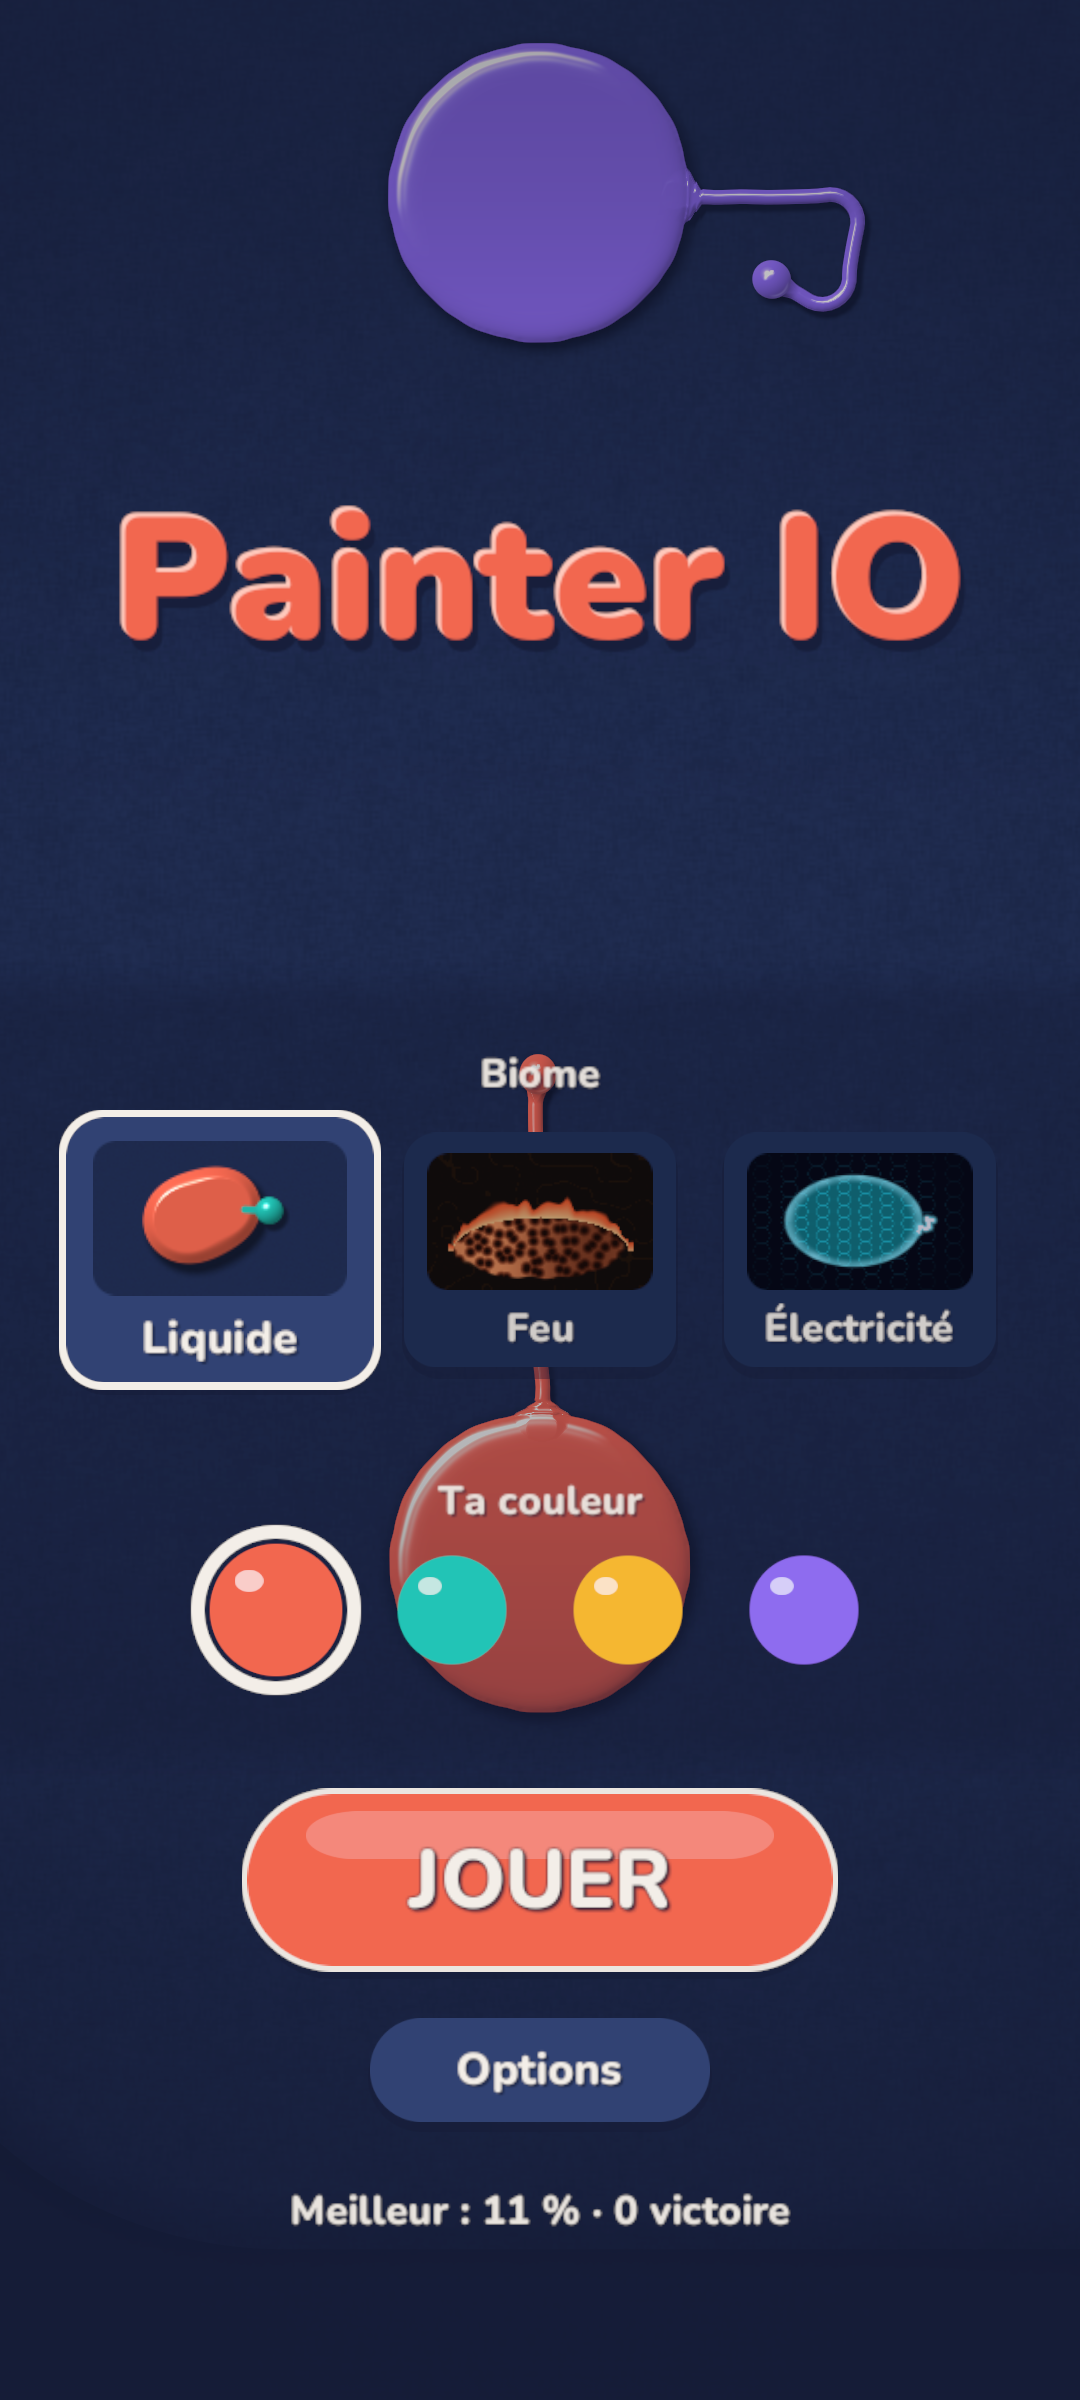 Painter IO
Biome
Liquide
Feu
Électricité
Ta couleur
JOUER
Options
Meilleur : 11 % · 0 victoire